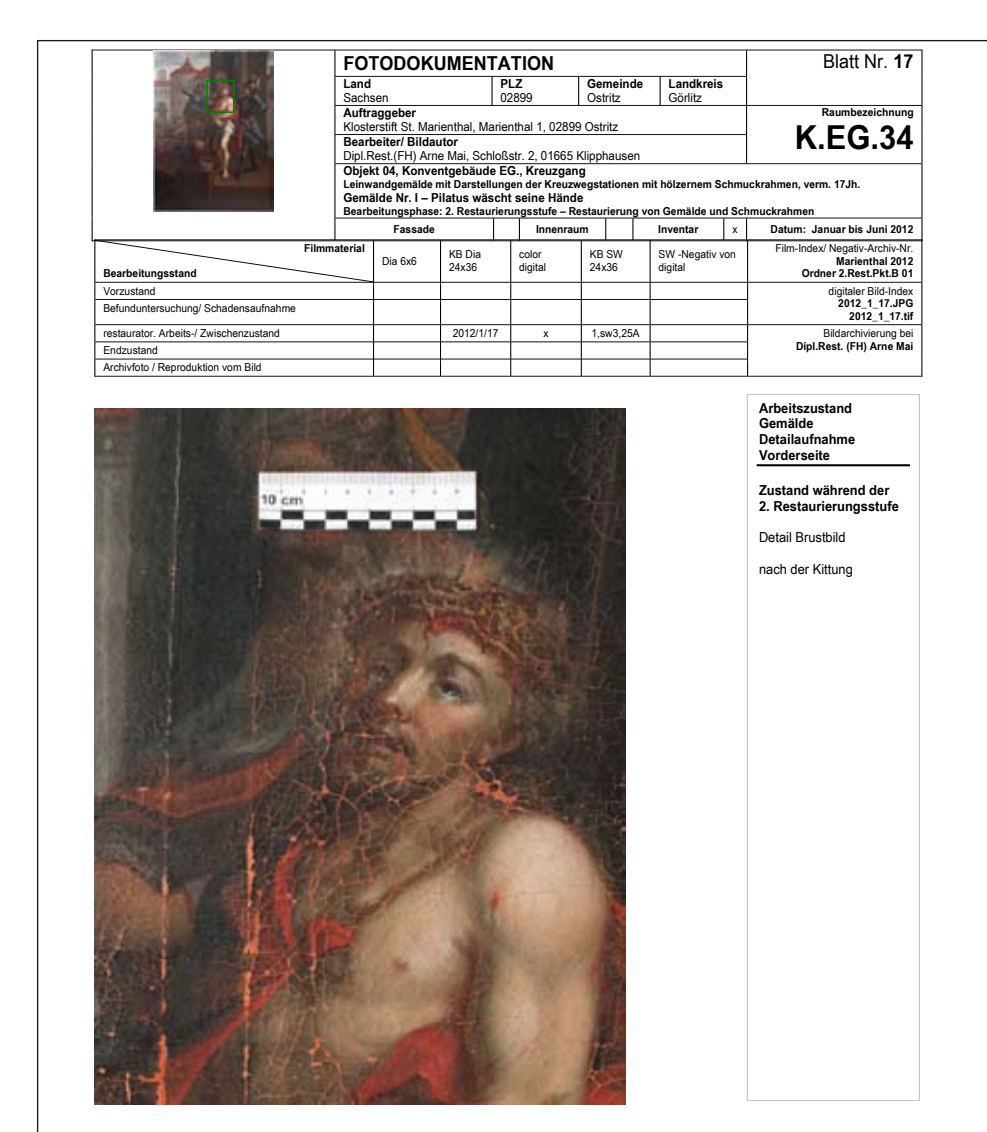 FOTODOKUMENTATION
Blatt Nr. 17
Land PLZ Gemeinde Landkreis
Sachsen 02899 Ostritz Görlitz
Auftraggeber
Klosterstift St. Marienthal, Marienthal 1, 02899 Ostritz
Raumbezeichnung
K.EG.34
Bearbeiter/ Bildautor
Dipl.Rest.(FH) Arne Mai, Schloßstr. 2, 01665 Klipphausen
Objekt 04, Konventgebäude EG., Kreuzgang
Leinwandgemälde mit Darstellungen der Kreuzwegstationen mit hölzernem Schmuckrahmen, verm. 17Jh.
Gemälde Nr. I – Pilatus wäscht seine Hände
Bearbeitungsphase: 2. Restaurierungsstufe – Restaurierung von Gemälde und Schmuckrahmen
Fassade Innenraum Inventar x Datum: Januar bis Juni 2012
Filmmaterial
Bearbeitungsstand
Dia 6x6
KB Dia
24x36
color
digital
KB SW
24x36
SW -Negativ von
digital
Film-Index/ Negativ-Archiv-Nr.
Marienthal 2012
Ordner 2.Rest.Pkt.B 01
Vorzustand
Befunduntersuchung/ Schadensaufnahme
digitaler Bild-Index
2012_1_17.JPG
2012_1_17.tif
restaurator. Arbeits-/ Zwischenzustand 2012/1/17 x 1,sw3,25A
Endzustand
Archivfoto / Reproduktion vom Bild
Bildarchivierung bei
Dipl.Rest. (FH) Arne Mai
10 cm
Arbeitszustand
Gemälde
Detailaufnahme
Vorderseite
Zustand während der
2. Restaurierungsstufe
Detail Brustbild
nach der Kittung